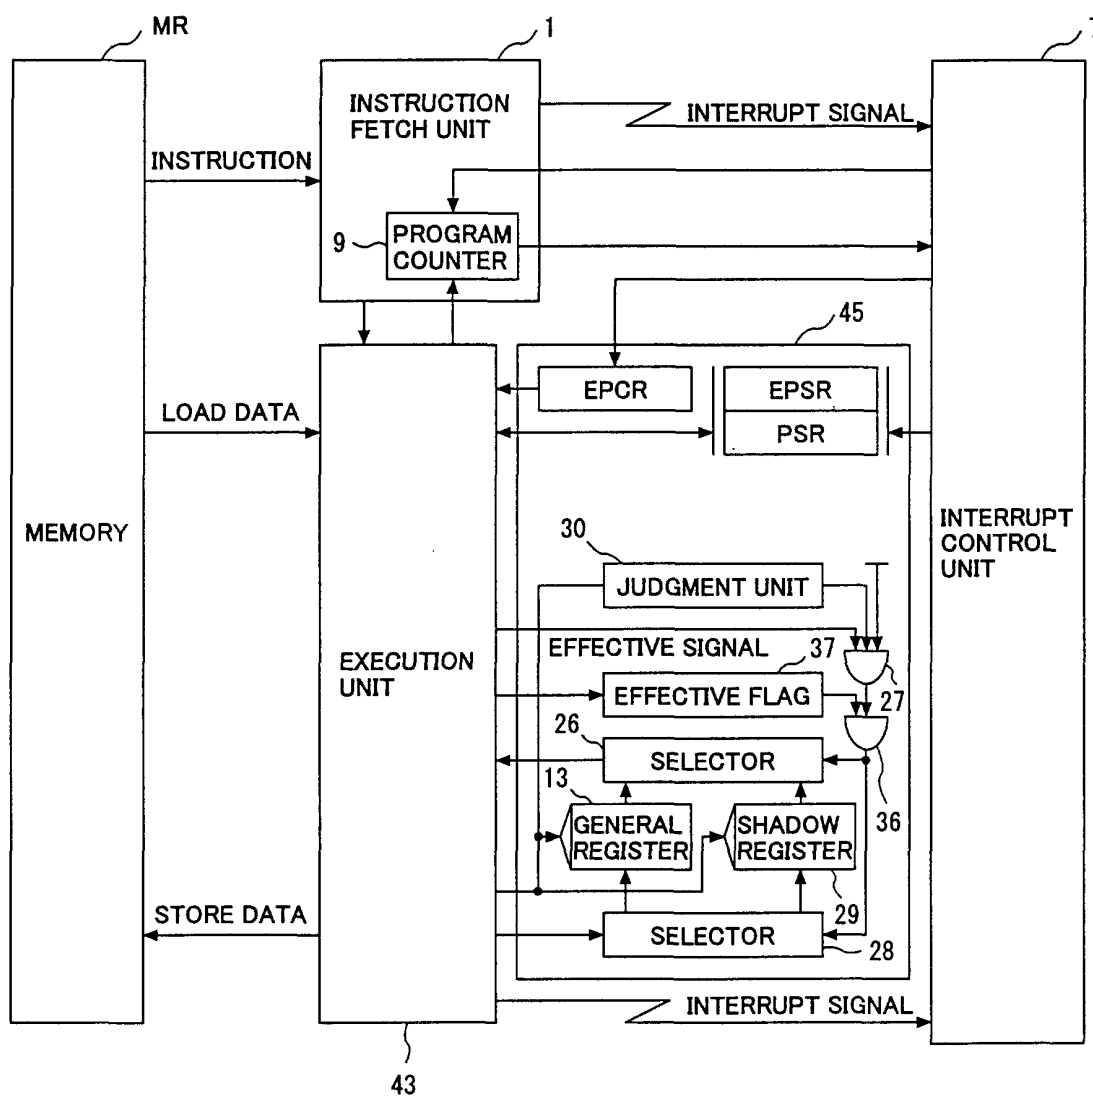 MR
1
7
INSTRUCTION
FETCH UNIT
INTERRUPT SIGNAL
INSTRUCTION
9
PROGRAM
COUNTER
45
EPCR
EPSR
PSR
LOAD DATA
MEMORY
INTERRUPT
CONTROL
UNIT
30
JUDGMENT UNIT
EFFECTIVE SIGNAL
37
27
EXECUTION
UNIT
EFFECTIVE FLAG
26
SELECTOR
36
13
GENERAL
REGISTER
SHADOW
REGISTER
29
STORE DATA
SELECTOR
28
INTERRUPT SIGNAL
43